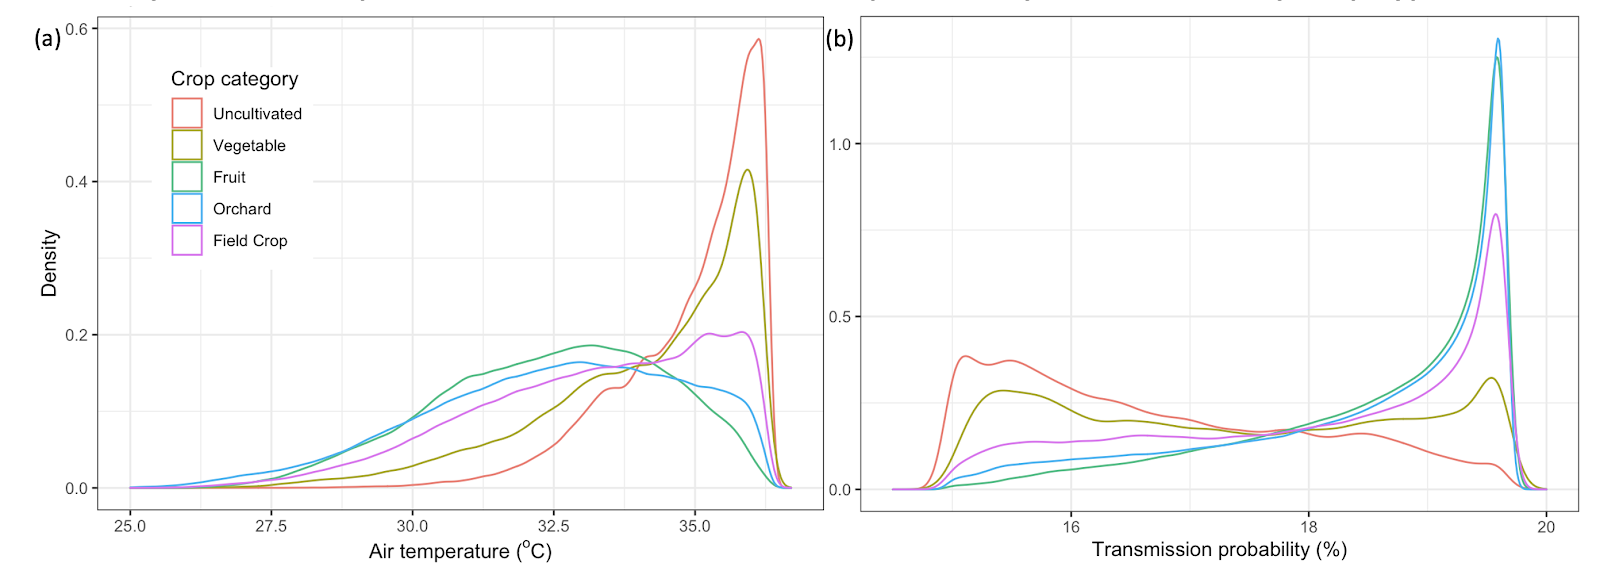 (a)
0.6
0.4
0.2
0.0
Density
Crop category
Uncultivated
Vegetable
Fruit
Orchard
Field Crop
25.0 27.5 30.0 32.5 35.0
Air temperature (°C)
(b)
1.0
0.5
0.0
16 18 20
Transmission probability (%)